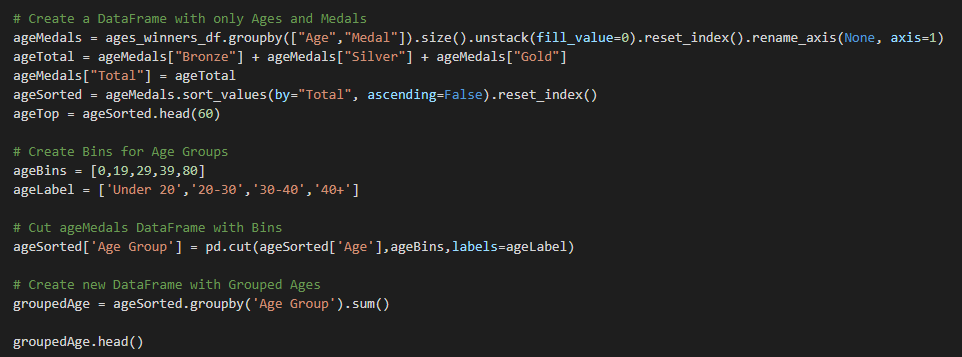 # Create a DataFrame with only Ages and Medals
ageMedals = ages_winners_df.groupby(["Age","Medal"]).size().unstack(fill_value=0).reset_index().rename_axis(None, axis=1)
ageTotal = ageMedals["Bronze"] + ageMedals["Silver"] + ageMedals["Gold"]
ageMedals["Total"] = ageTotal
ageSorted = ageMedals.sort_values(by="Total", ascending=False).reset_index()
ageTop = ageSorted.head(60)
# Create Bins for Age Groups
ageBins = [0,19,29,39,80]
ageLabel = ['Under 20','20-30','30-40','40+']
# Cut ageMedals DataFrame with Bins
ageSorted['Age Group'] = pd.cut(ageSorted['Age'],ageBins,labels=ageLabel)
# Create new DataFrame with Grouped Ages
groupedAge = ageSorted.groupby('Age Group').sum()
groupedAge.head()